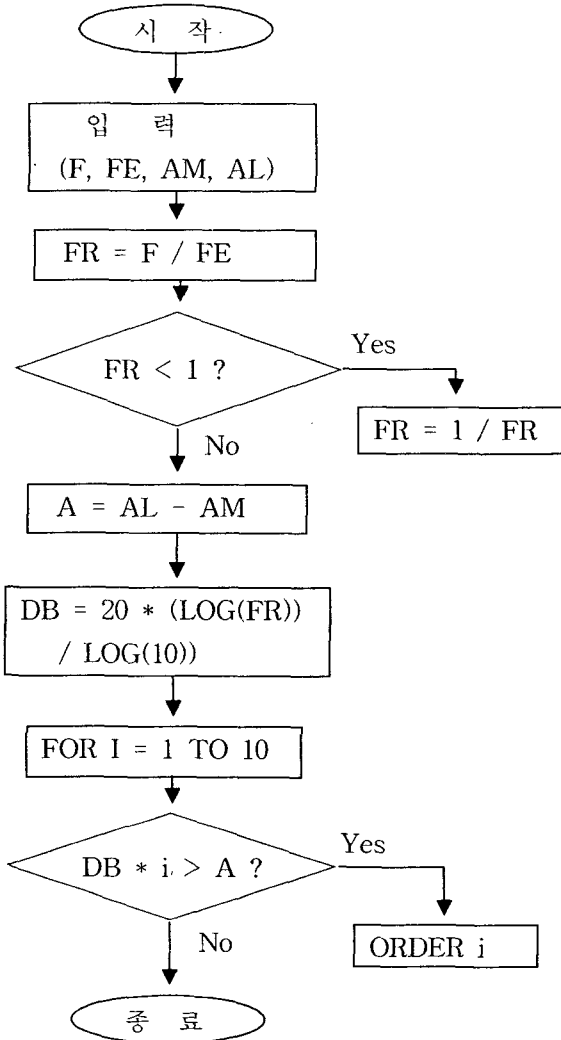 시 작
입 력
(F, FE, AM, AL)
FR = F / FE
FR < 1 ?
Yes
FR = 1 / FR
No
A = AL - AM
DB = 20 * (LOG(FR))
/ LOG(10))
FOR I = 1 TO 10
DB * i > A ?
Yes
ORDER i
No
종 료